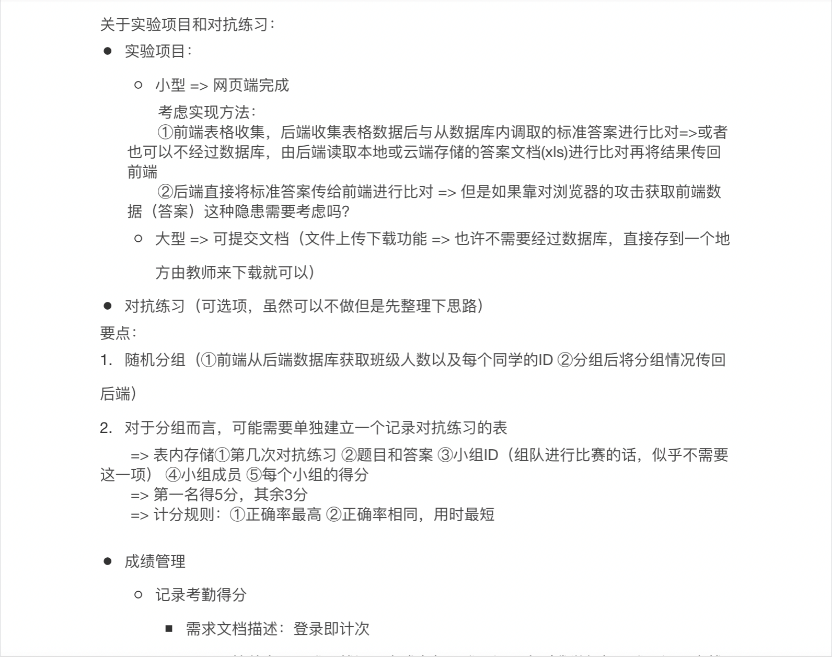 关于实验项目和对抗练习：
● 实验项目：
○ 小型 => 网页端完成
考虑实现方法：
①前端表格收集，后端收集表格数据后与从数据库内调取的标准答案进行比对=>或者
也可以不经过数据库，由后端读取本地或云端存储的答案文档(xls)进行比对再将结果传回
前端
②后端直接将标准答案传给前端进行比对 => 但是如果靠对浏览器的攻击获取前端数
据（答案）这种隐患需要考虑吗？
○ 大型 => 可提交文档（文件上传下载功能 => 也许不需要经过数据库，直接存到一个地
方由教师来下载就可以）
● 对抗练习（可选项，虽然可以不做但是先整理下思路）
要点：
1. 随机分组（①前端从后端数据库获取班级人数以及每个同学的ID ②分组后将分组情况传回
后端）
2. 对于分组而言，可能需要单独建立一个记录对抗练习的表
=> 表内存储①第几次对抗练习 ②题目和答案 ③小组ID（组队进行比赛的话，似乎不需要
这一项） ④小组成员 ⑤每个小组的得分
=> 第一名得5分，其余3分
=> 计分规则：①正确率最高 ②正确率相同，用时最短
● 成绩管理
○ 记录考勤得分
■ 需求文档描述：登录即计次